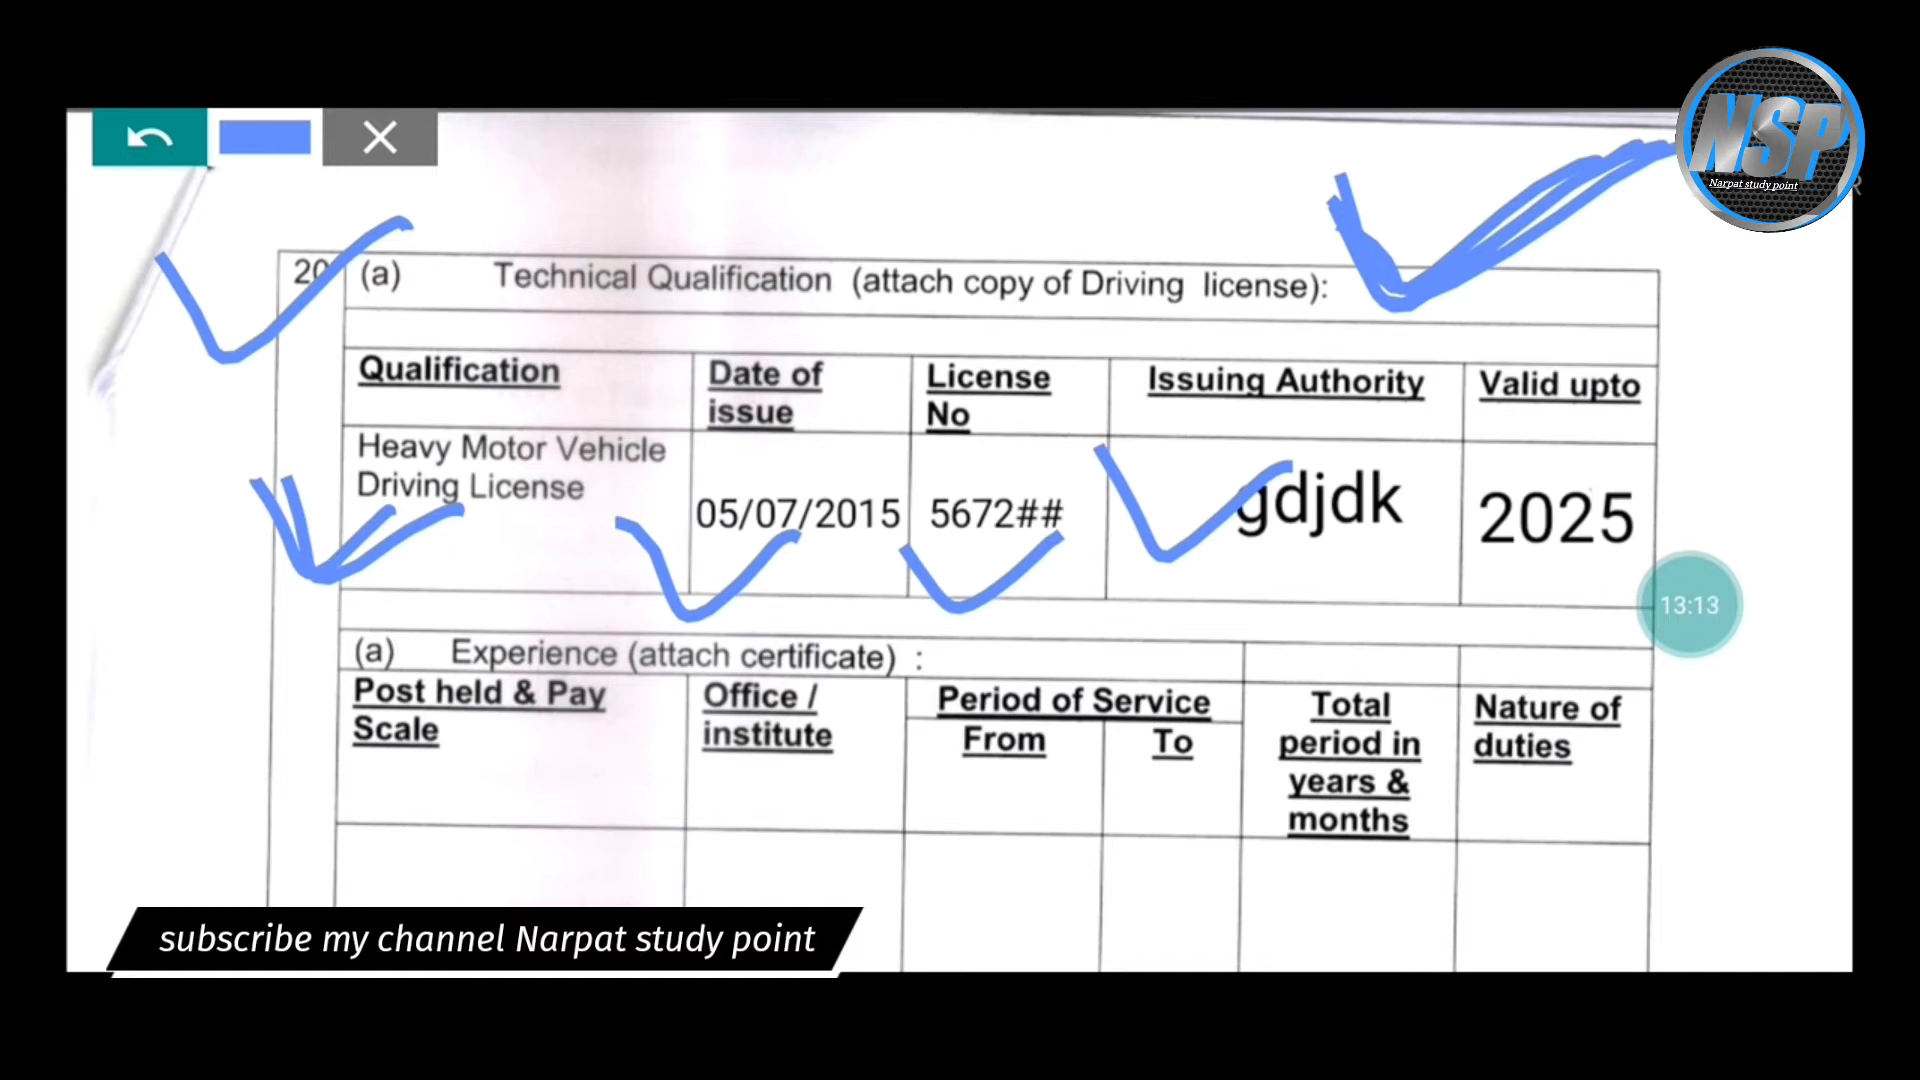 NSP
Narpat study point
R
20 (a) Technical Qualification (attach copy of Driving license):
Qualification Date of issue License No Issuing Authority Valid upto
Heavy Motor Vehicle Driving License 05/07/2015 5672## gdjdk 2025
13:13
(a) Experience (attach certificate) :
Post held & Pay Scale Office / institute Period of Service Total period in years & months Nature of duties
From To
subscribe my channel Narpat study point